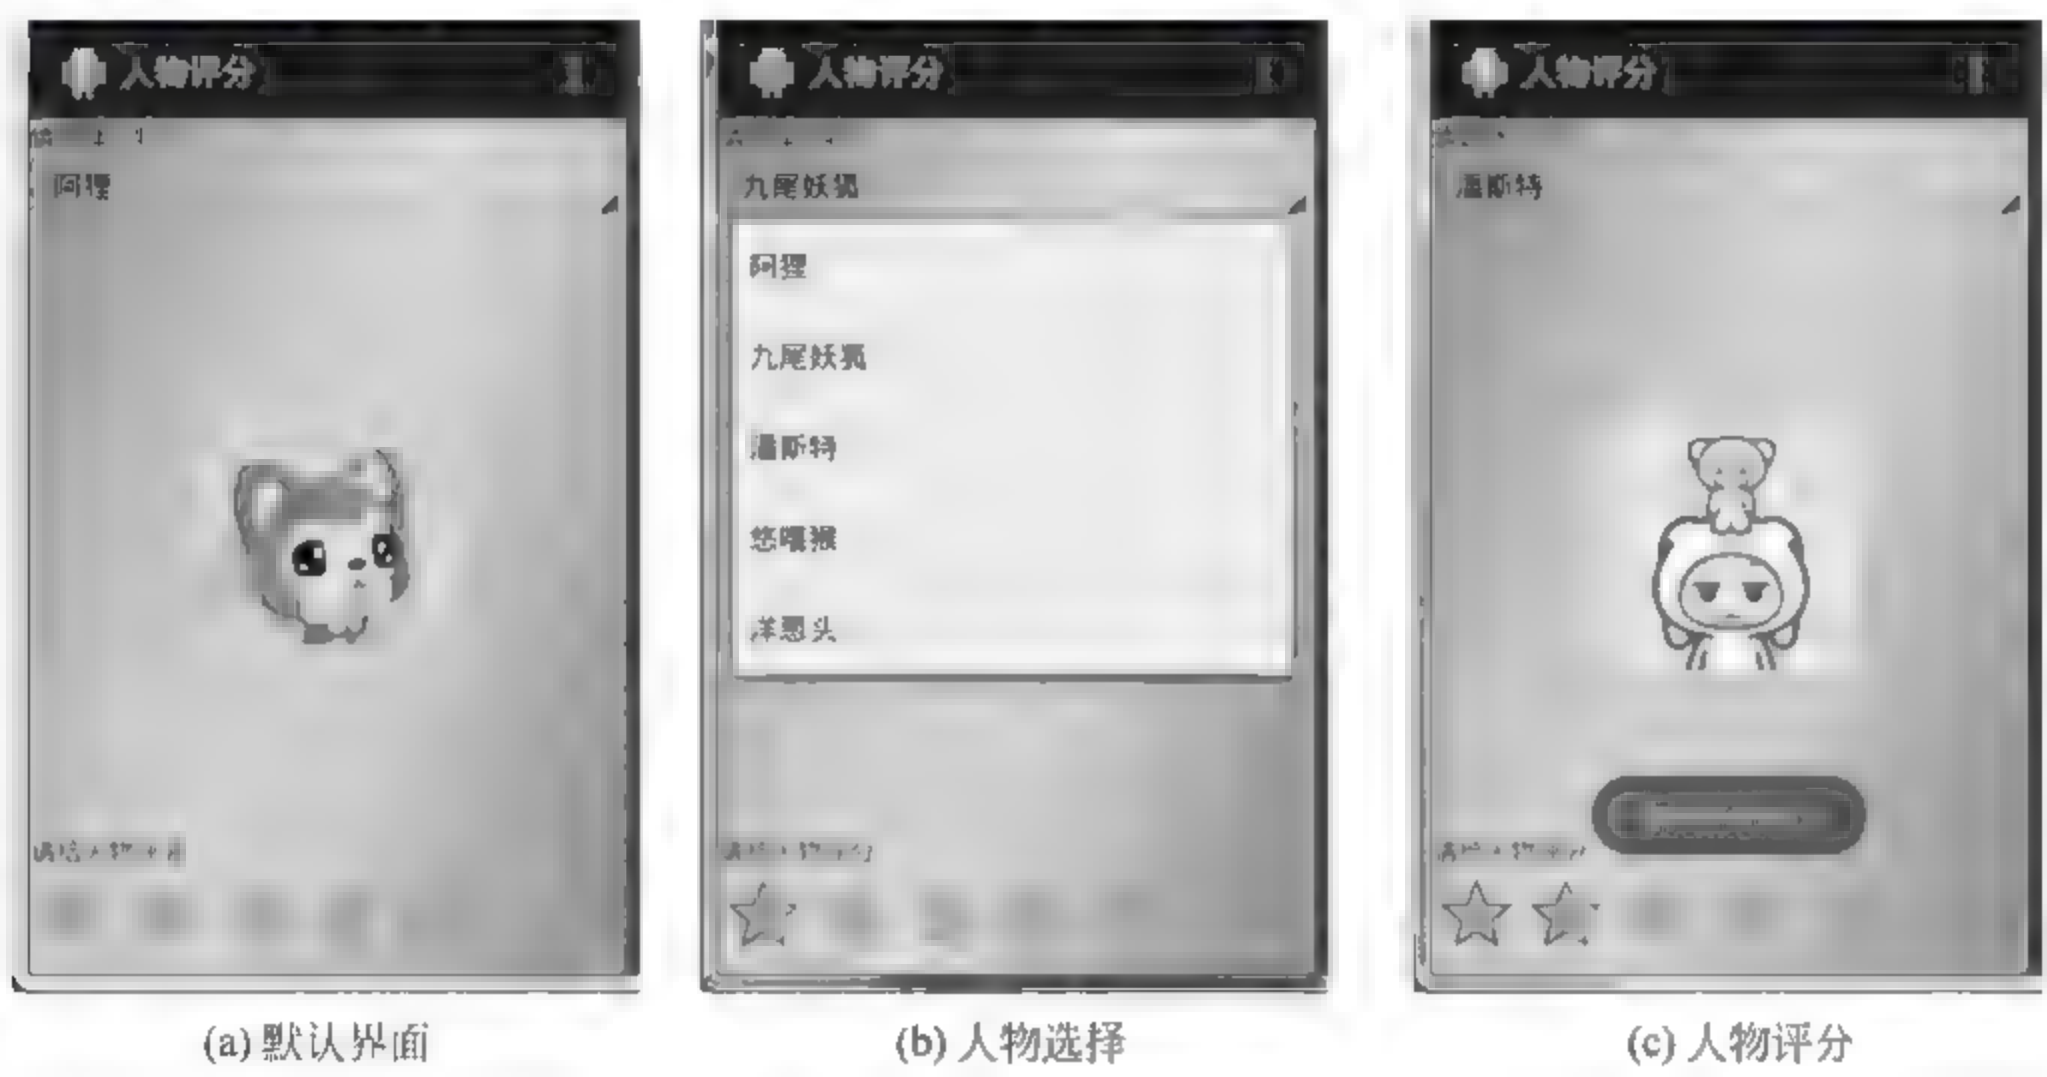 人物评分
阿狸
(a) 默认界面
人物评分
九尾妖狐
阿狸
九尾妖狐
温斯特
悠嘻猴
洋葱头
(b) 人物选择
人物评分
温斯特
(c) 人物评分